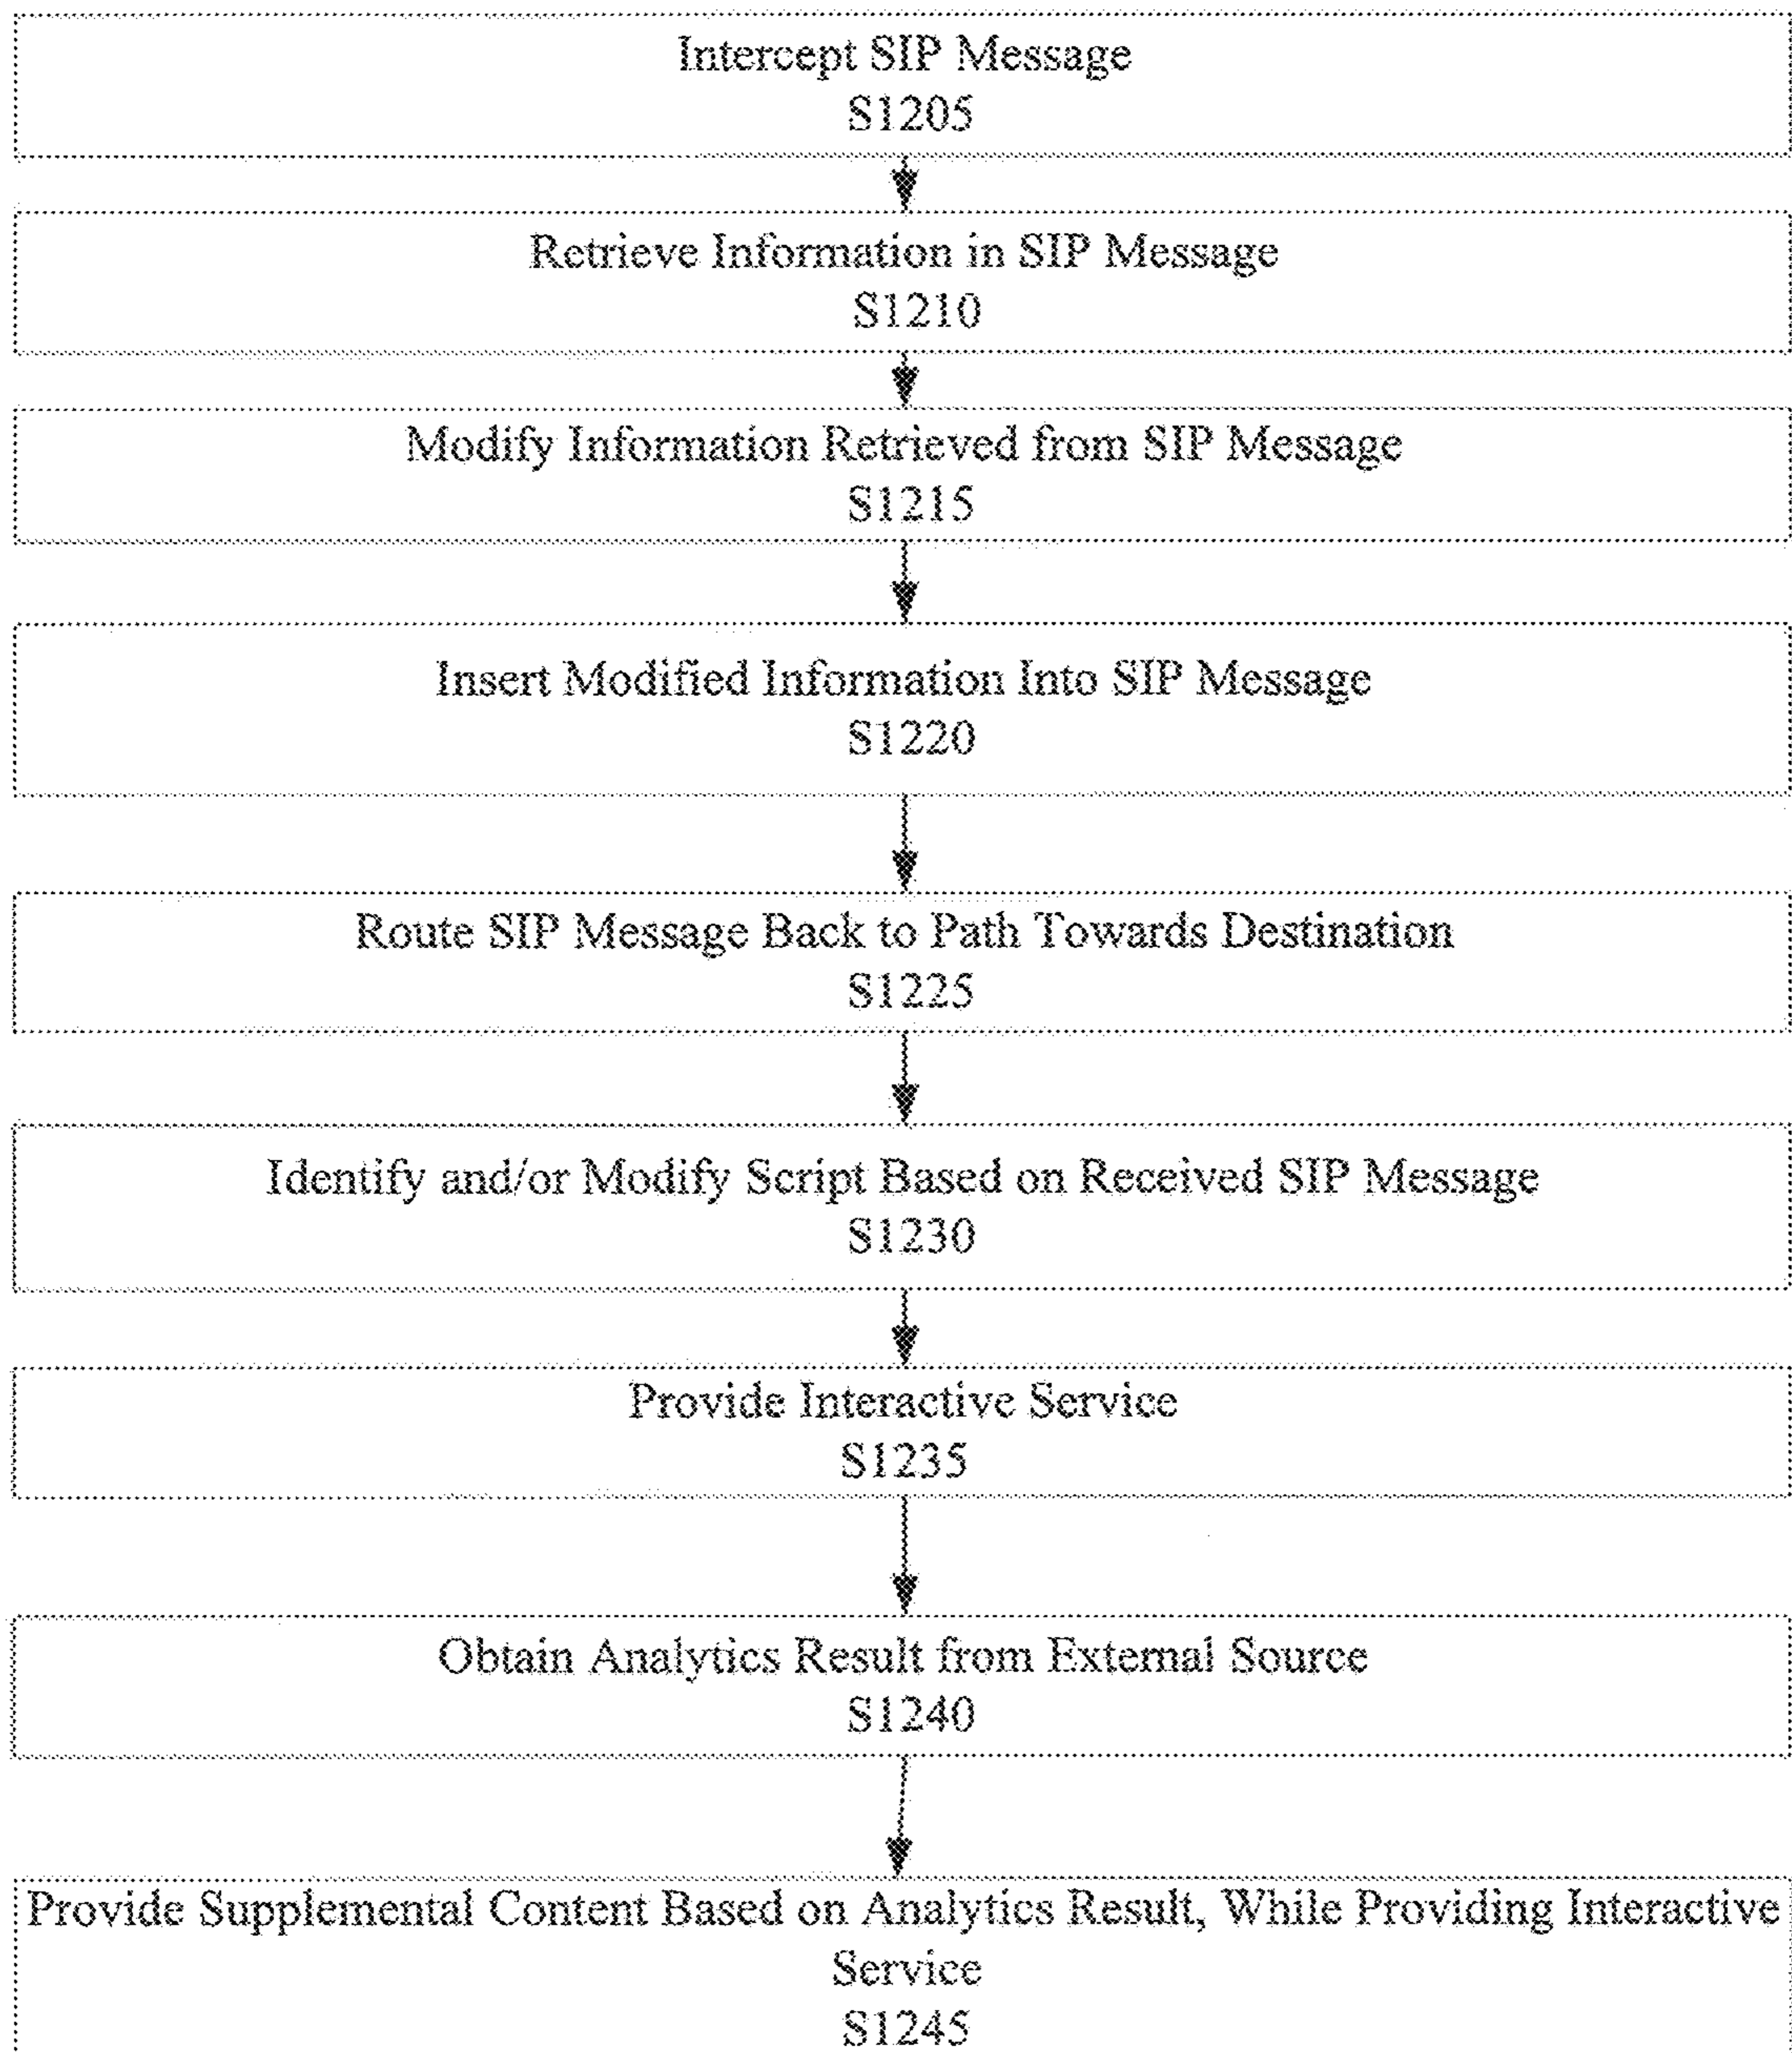 Intercept SIP Message
S1205
Retrieve Information in SIP Message
S1210
Modify Information Retrieved from SIP Message
S1215
Insert Modified Information Into SIP Message
S1220
Route SIP Message Back to Path Towards Destination
S1225
Identify and/or Modify Script Based on Received SIP Message
S1230
Provide Interactive Service
S1235
Obtain Analytics Result from External Source
S1240
Provide Supplemental Content Based on Analytics Result, While Providing Interactive
Service
S1245